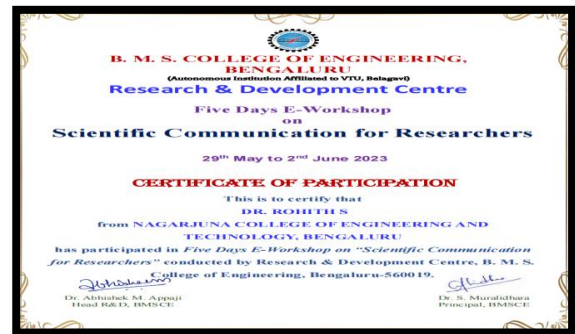 B. M. S. COLLEGE OF ENGINEERING,
BENGALURU
(Autonomous Institution Affiliated to VTU, Belagavi)
Research & Development Centre
Five Days E-Workshop
on
Scientific Communication for Researchers
29th May to 2nd June 2023
CERTIFICATE OF PARTICIPATION
This is to certify that
DR. ROHITH S
from NAGARJUNA COLLEGE OF ENGINEERING AND
TECHNOLOGY, BENGALURU
has participated in Five Days E-Workshop on "Scientific Communication
for Researchers" conducted by Research & Development Centre, B. M. S.
College of Engineering, Bengaluru-560019.
Dr. Abhishek M. Appaji
Head R&D, BMSCE
Dr. S. Muralidhara
Principal, BMSCE